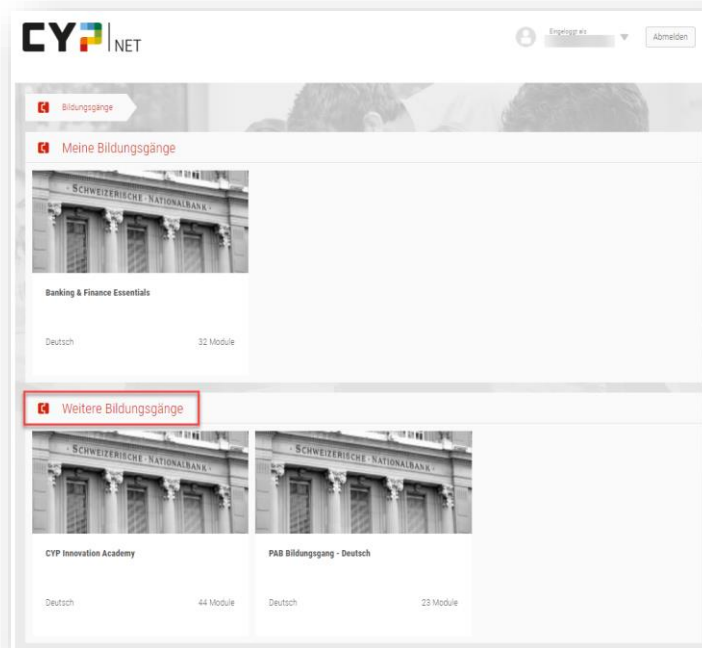 CYP NET
Eingeloggt als
Abmelden
Bildungsgänge
Meine Bildungsgänge
SCHWEIZERISCHE · NATIONALBANK ·
Banking & Finance Essentials
Deutsch 32 Module
Weitere Bildungsgänge
· SCHWEIZERISCHE · NATIONALBANK · · SCHWEIZERISCHE · NATIONALBANK ·
CYP Innovation Academy PAB Bildungsgang - Deutsch
Deutsch 44 Module Deutsch 23 Module